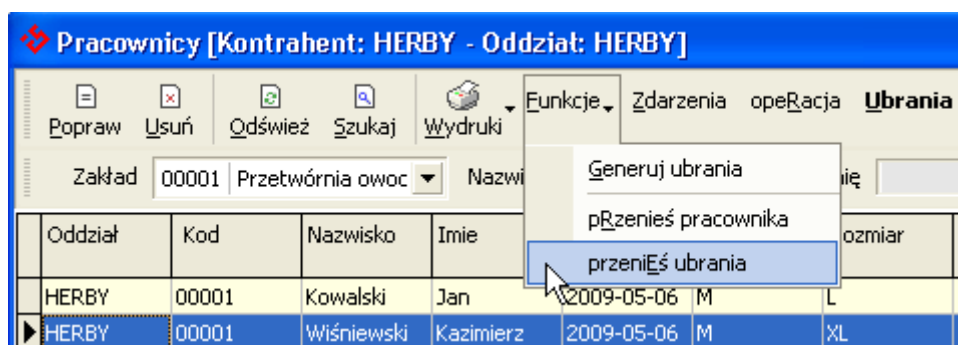 Pracownicy [Kontrahent: HERBY - Oddział: HERBY]
Popraw Usuń Odśwież Szukaj Wydruki Funkcje Zdarzenia opeRacja Ubrania
Zakład 00001 Przetwórnia owoc Nazwi ię
Generuj ubrania
pRzenieś pracownika
przeniEś ubrania
Oddział Kod Nazwisko Imie ozmiar
HERBY 00001 Kowalski Jan 2009-05-06 M L
HERBY 00001 Wiśniewski Kazimierz 2009-05-06 M XL